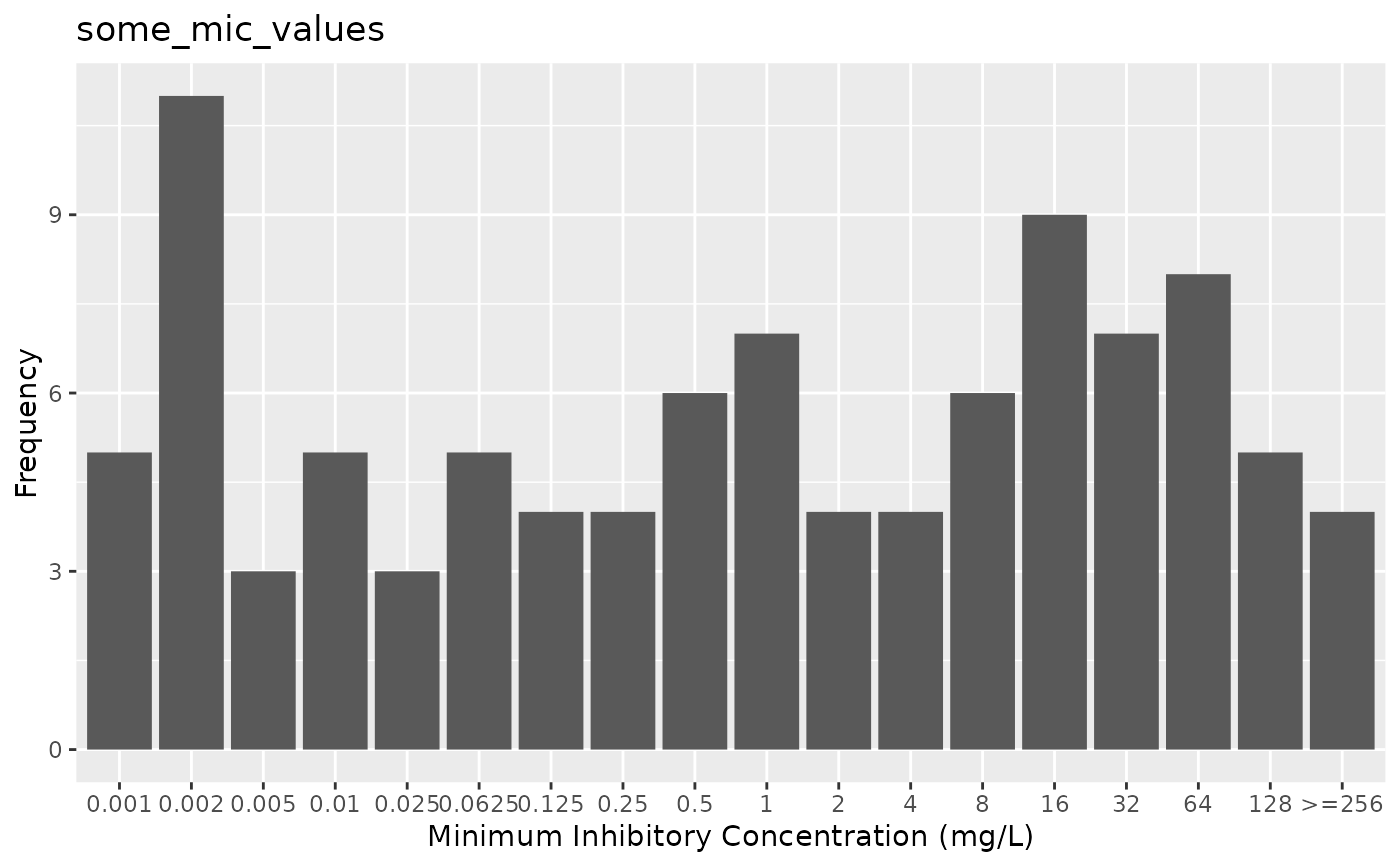 some_mic_values
9
6
3
0
Frequency
0.001 0.002 0.005 0.01 0.025 0.0625 0.125 0.25 0.5 1 2 4 8 16 32 64 128 >=256
Minimum Inhibitory Concentration (mg/L)